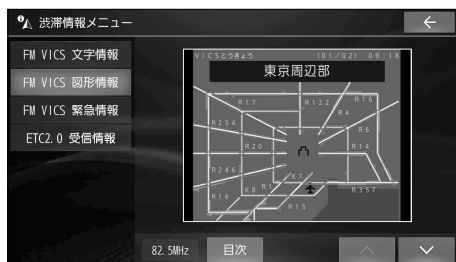 渋滞情報メニュー
FM VICS 文字情報
FM VICS 図形情報
FM VICS 緊急情報
ETC2.0 受信情報
VICSとうきょう (01/02) 09:18
東京周辺部
R17 R122 R16
R4
R254 R6
R20 R14
R246 K7
R16 K8 R1 R357
R15
82.5MHz 目次